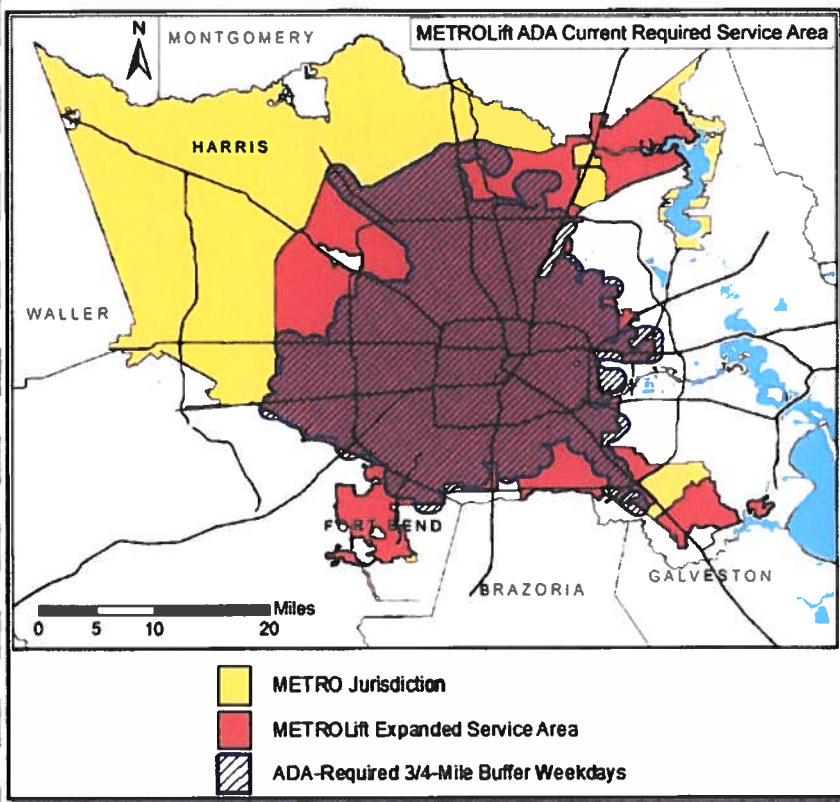 METROLift ADA Current Required Service Area
N
MONTGOMERY
HARRIS
WALLER
FORT BEND
BRAZORIA
GALVESTON
Miles
0 5 10 20
METRO Jurisdiction
METROLift Expanded Service Area
ADA-Required 3/4-Mile Buffer Weekdays